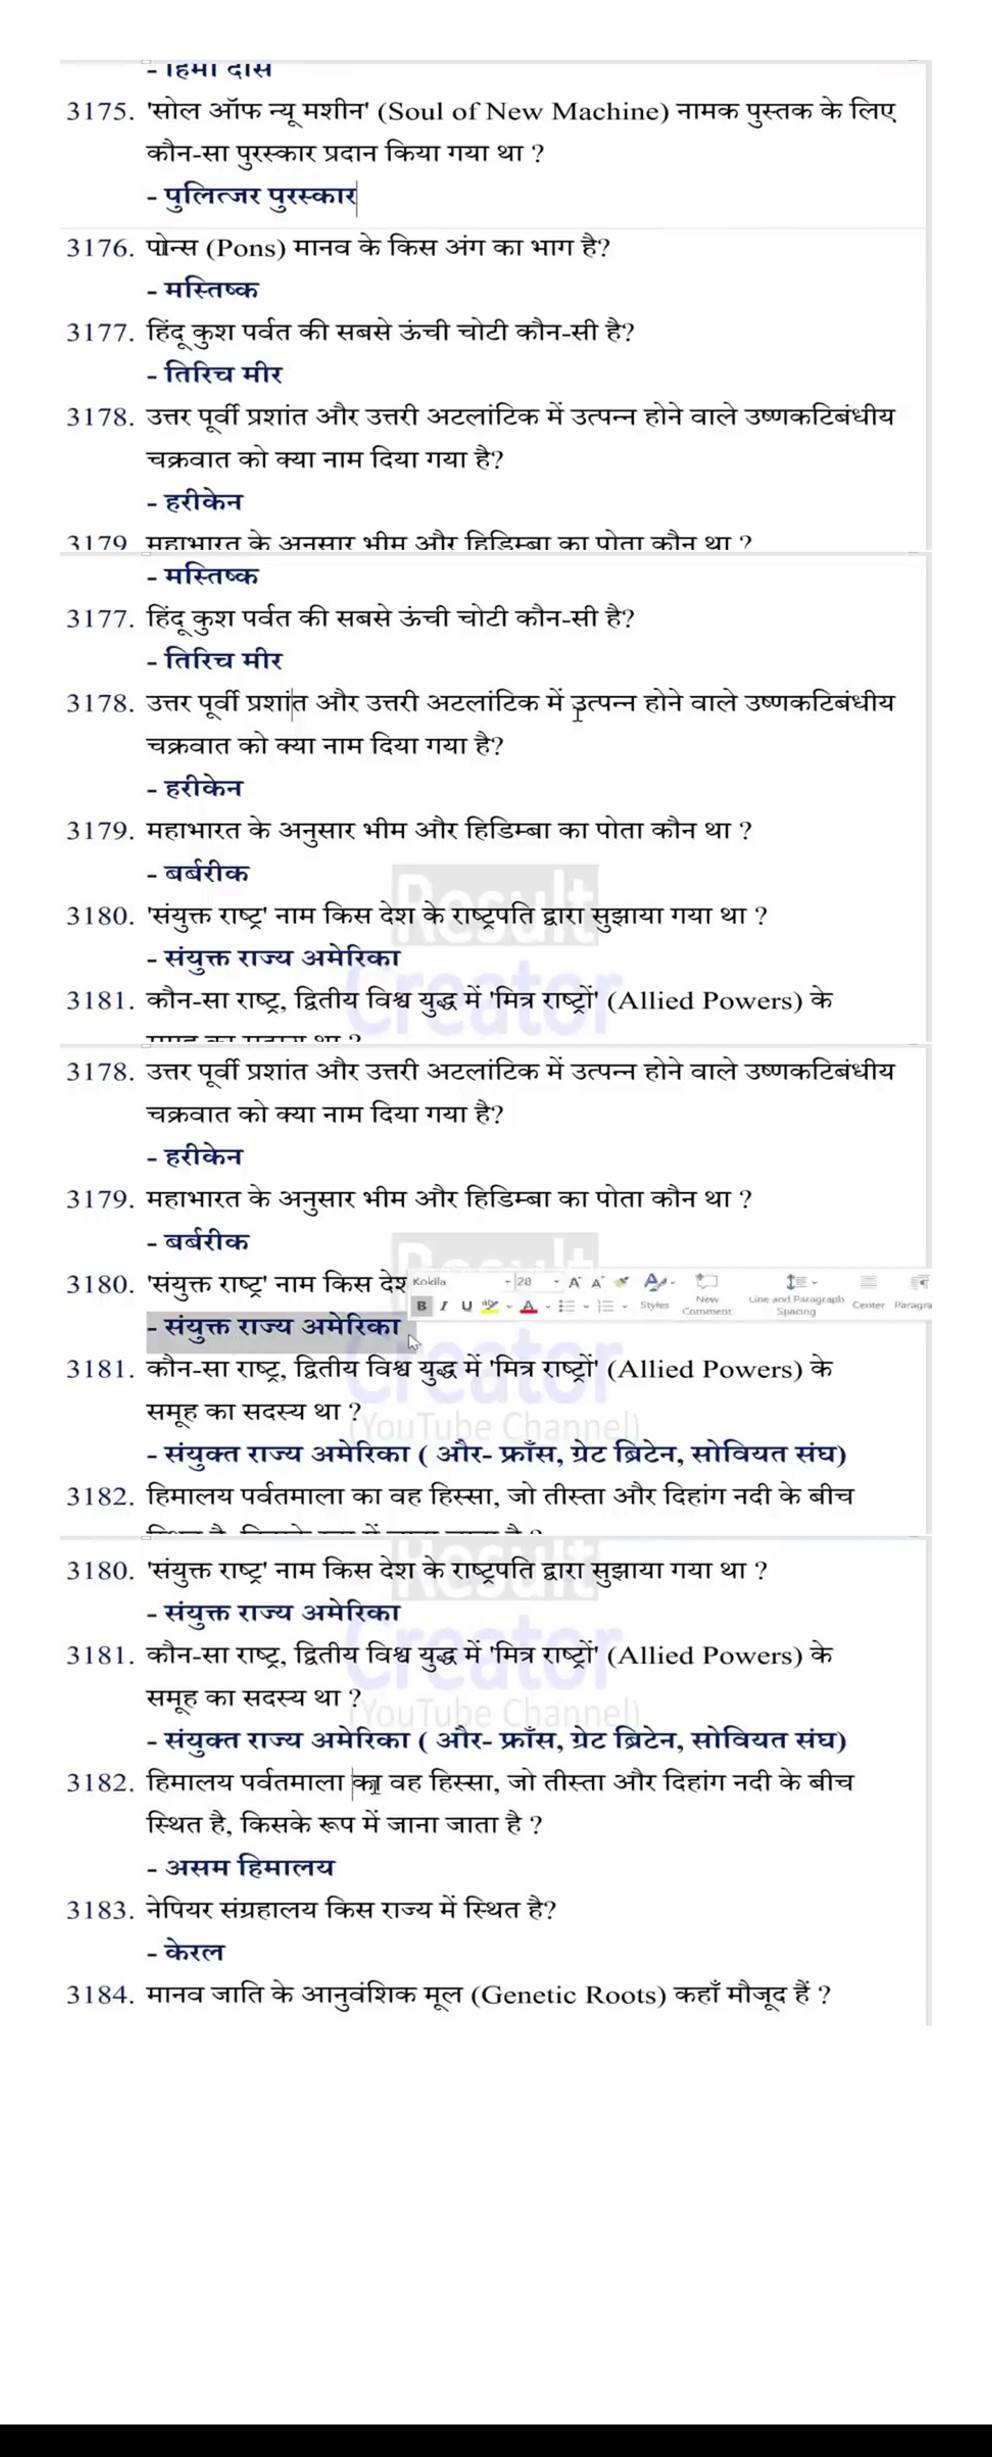 - हिमा दास
3175. 'सोल ऑफ न्यू मशीन' (Soul of New Machine) नामक पुस्तक के लिए
कौन-सा पुरस्कार प्रदान किया गया था ?
- पुलित्जर पुरस्कार
3176. पोन्स (Pons) मानव के किस अंग का भाग है?
- मस्तिष्क
3177. हिंदू कुश पर्वत की सबसे ऊंची चोटी कौन-सी है?
- तिरिच मीर
3178. उत्तर पूर्वी प्रशांत और उत्तरी अटलांटिक में उत्पन्न होने वाले उष्णकटिबंधीय
चक्रवात को क्या नाम दिया गया है?
- हरीकेन
3179 महाभारत के अनुसार भीम और हिडिम्बा का पोता कौन था ?
- मस्तिष्क
3177. हिंदू कुश पर्वत की सबसे ऊंची चोटी कौन-सी है?
- तिरिच मीर
3178. उत्तर पूर्वी प्रशांत और उत्तरी अटलांटिक में उत्पन्न होने वाले उष्णकटिबंधीय
चक्रवात को क्या नाम दिया गया है?
- हरीकेन
3179. महाभारत के अनुसार भीम और हिडिम्बा का पोता कौन था ?
- बर्बरीक
Result
3180. 'संयुक्त राष्ट्र' नाम किस देश के राष्ट्रपति द्वारा सुझाया गया था ?
- संयुक्त राज्य अमेरिका
Creator
3181. कौन-सा राष्ट्र, द्वितीय विश्व युद्ध में 'मित्र राष्ट्रों' (Allied Powers) के
3178. उत्तर पूर्वी प्रशांत और उत्तरी अटलांटिक में उत्पन्न होने वाले उष्णकटिबंधीय
चक्रवात को क्या नाम दिया गया है?
- हरीकेन
3179. महाभारत के अनुसार भीम और हिडिम्बा का पोता कौन था ?
- बर्बरीक
3180. 'संयुक्त राष्ट्र' नाम किस देश
Kokila 28 A A New Comment Line and Paragraph Spacing Center Paragra
B I U A Styles
- संयुक्त राज्य अमेरिका
Creator
3181. कौन-सा राष्ट्र, द्वितीय विश्व युद्ध में 'मित्र राष्ट्रों' (Allied Powers) के
समूह का सदस्य था ?
(YouTube Channel)
- संयुक्त राज्य अमेरिका ( और- फ्राँस, ग्रेट ब्रिटेन, सोवियत संघ)
3182. हिमालय पर्वतमाला का वह हिस्सा, जो तीस्ता और दिहांग नदी के बीच
Result
3180. 'संयुक्त राष्ट्र' नाम किस देश के राष्ट्रपति द्वारा सुझाया गया था ?
- संयुक्त राज्य अमेरिका
Creator
3181. कौन-सा राष्ट्र, द्वितीय विश्व युद्ध में 'मित्र राष्ट्रों' (Allied Powers) के
समूह का सदस्य था ?
(YouTube Channel)
- संयुक्त राज्य अमेरिका ( और- फ्राँस, ग्रेट ब्रिटेन, सोवियत संघ)
3182. हिमालय पर्वतमाला का वह हिस्सा, जो तीस्ता और दिहांग नदी के बीच
स्थित है, किसके रूप में जाना जाता है ?
- असम हिमालय
3183. नेपियर संग्रहालय किस राज्य में स्थित है?
- केरल
3184. मानव जाति के आनुवंशिक मूल (Genetic Roots) कहाँ मौजूद हैं ?